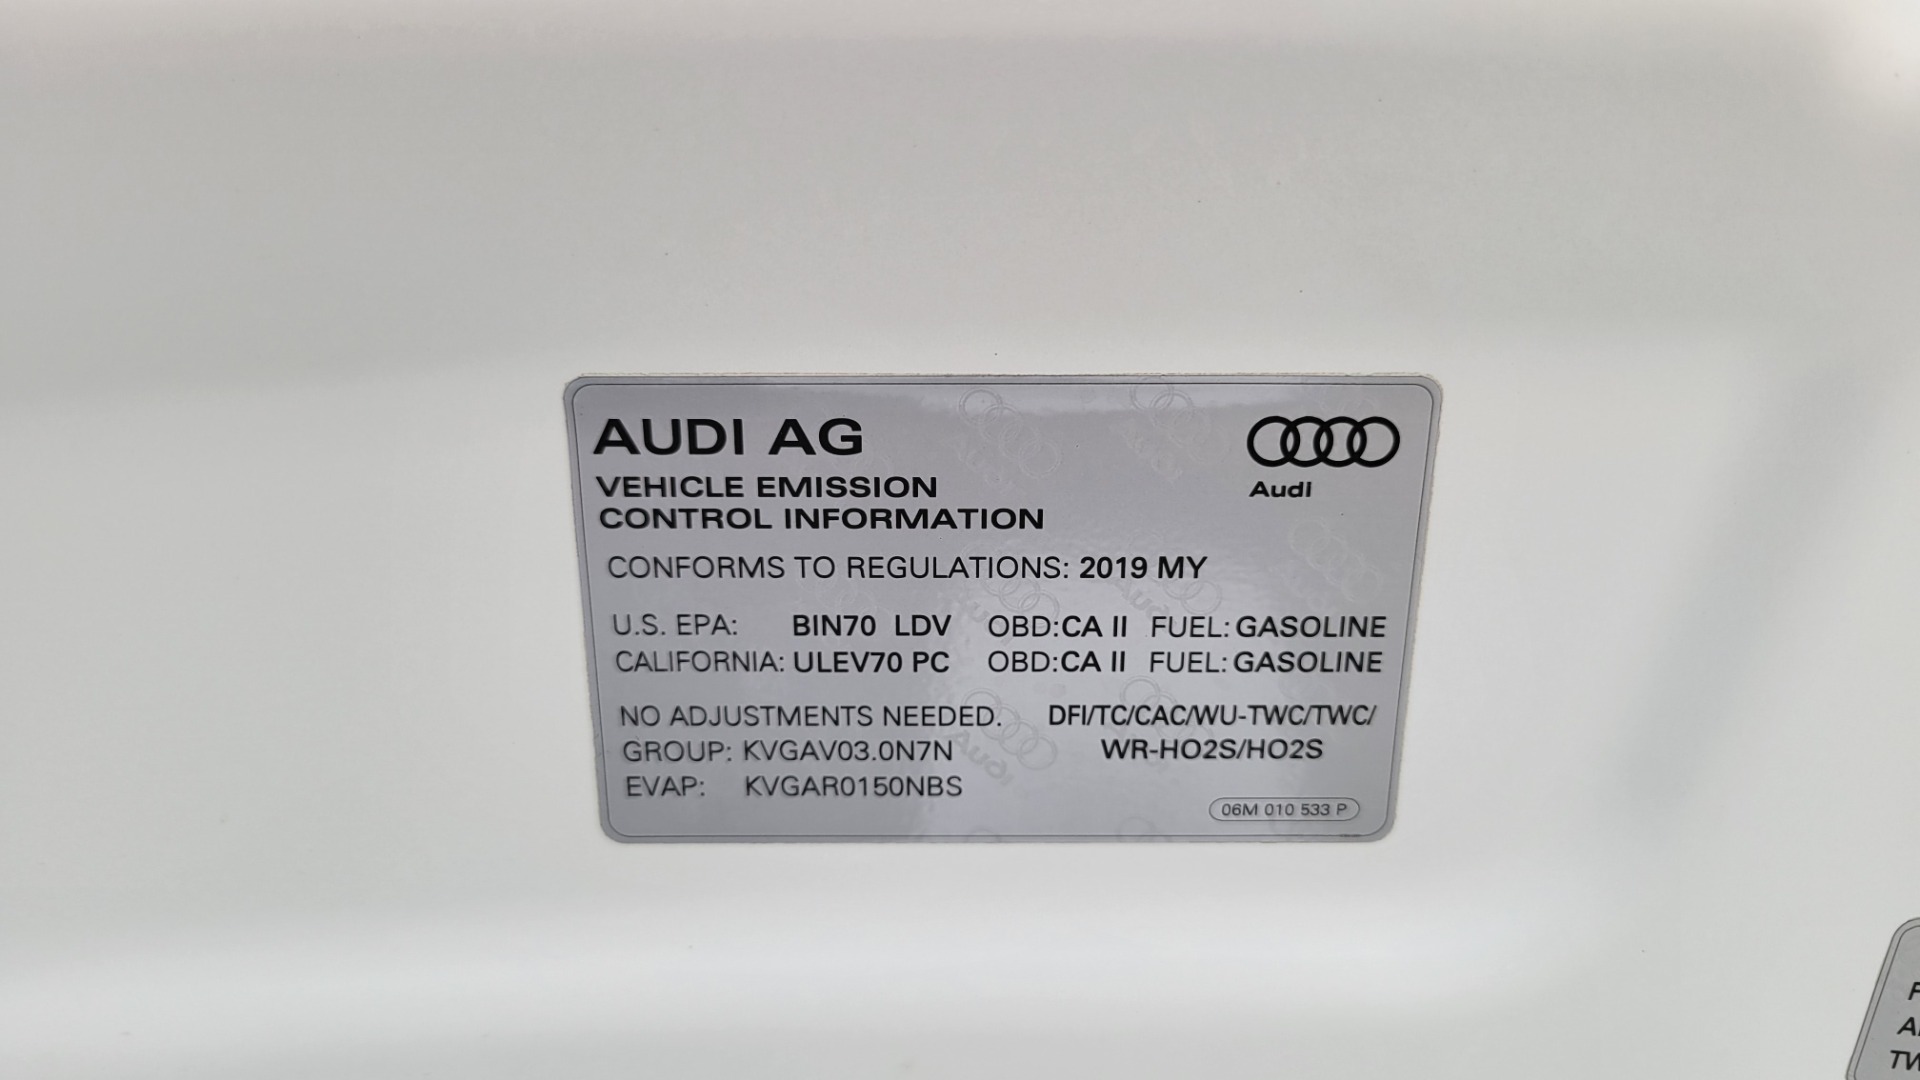 AUDI AG
Audi
VEHICLE EMISSION
CONTROL INFORMATION
CONFORMS TO REGULATIONS: 2019 MY
U.S. EPA: BIN70 LDV OBD:CA II FUEL: GASOLINE
CALIFORNIA: ULEV70 PC OBD:CA II FUEL: GASOLINE
NO ADJUSTMENTS NEEDED. DFI/TC/CAC/WU-TWC/TWC/
GROUP: KVGAV03.0N7N WR-HO2S/HO2S
EVAP: KVGAR0150NBS
06M 010 533 P